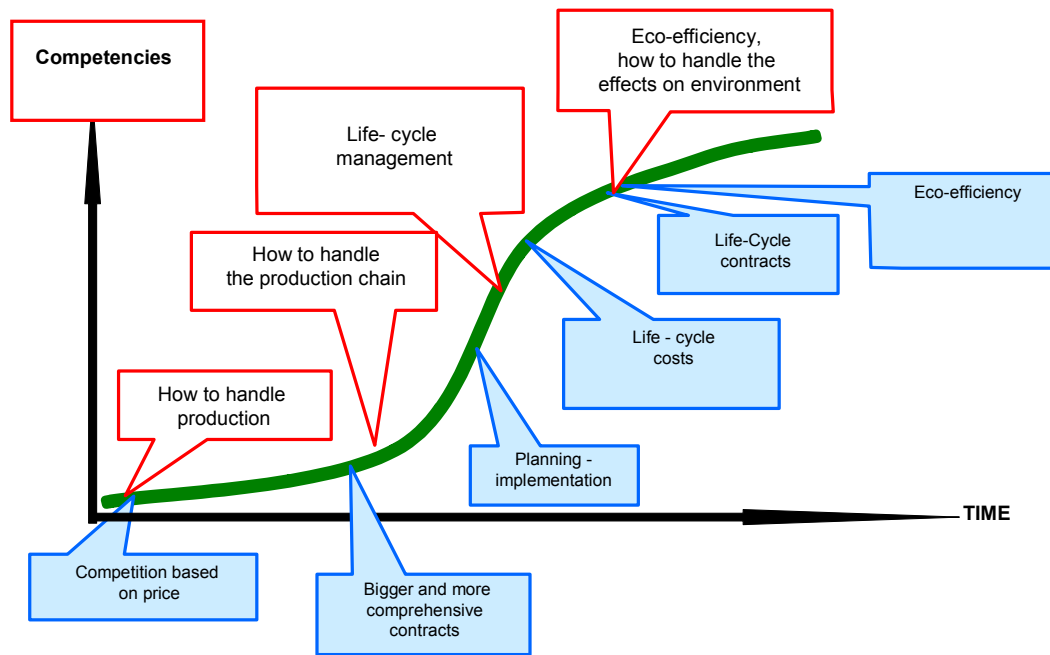 Competencies
Eco-efficiency,
how to handle the
effects on environment
Life- cycle
management
Eco-efficiency
Life-Cycle
contracts
How to handle
the production chain
Life - cycle
costs
How to handle
production
Planning -
implementation
TIME
Competition based
on price
Bigger and more
comprehensive
contracts